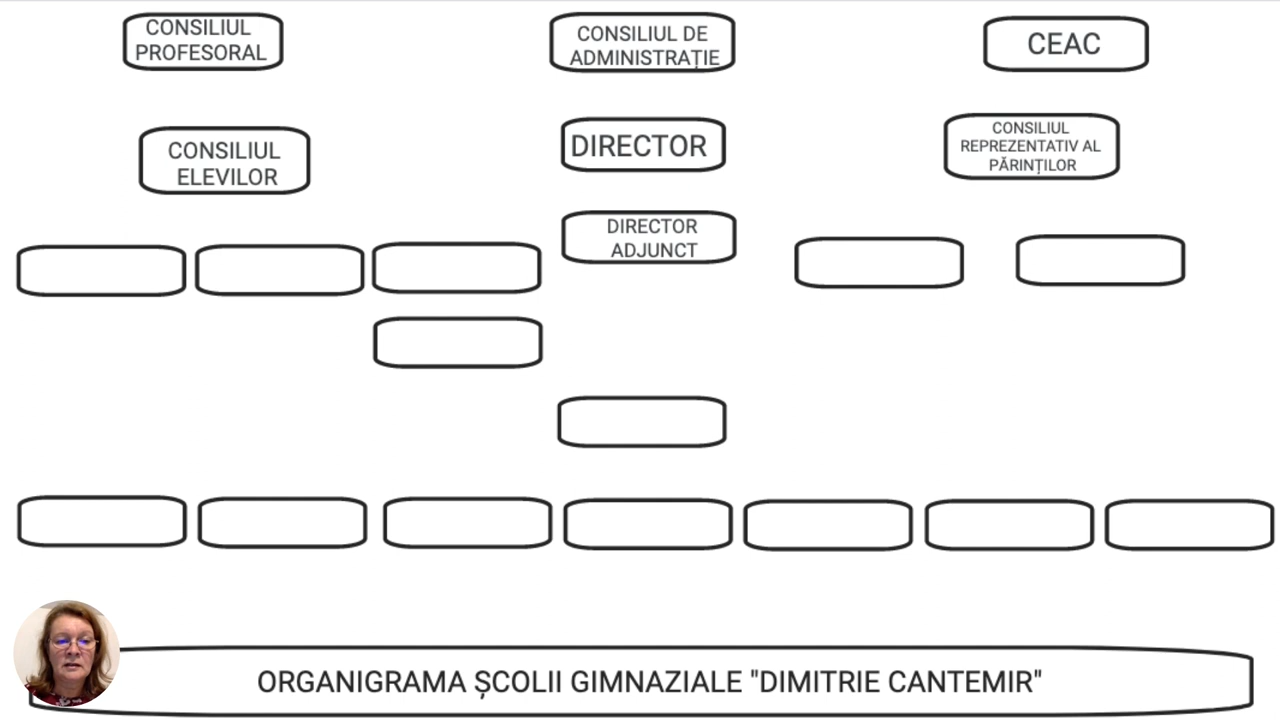 CONSILIUL
PROFESORAL
CONSILIUL DE
ADMINISTRAȚIE
CEAC
CONSILIUL
ELEVILOR
DIRECTOR
CONSILIUL
REPREZENTATIV AL
PĂRINȚILOR
DIRECTOR
ADJUNCT
ORGANIGRAMA ȘCOLII GIMNAZIALE "DIMITRIE CANTEMIR"